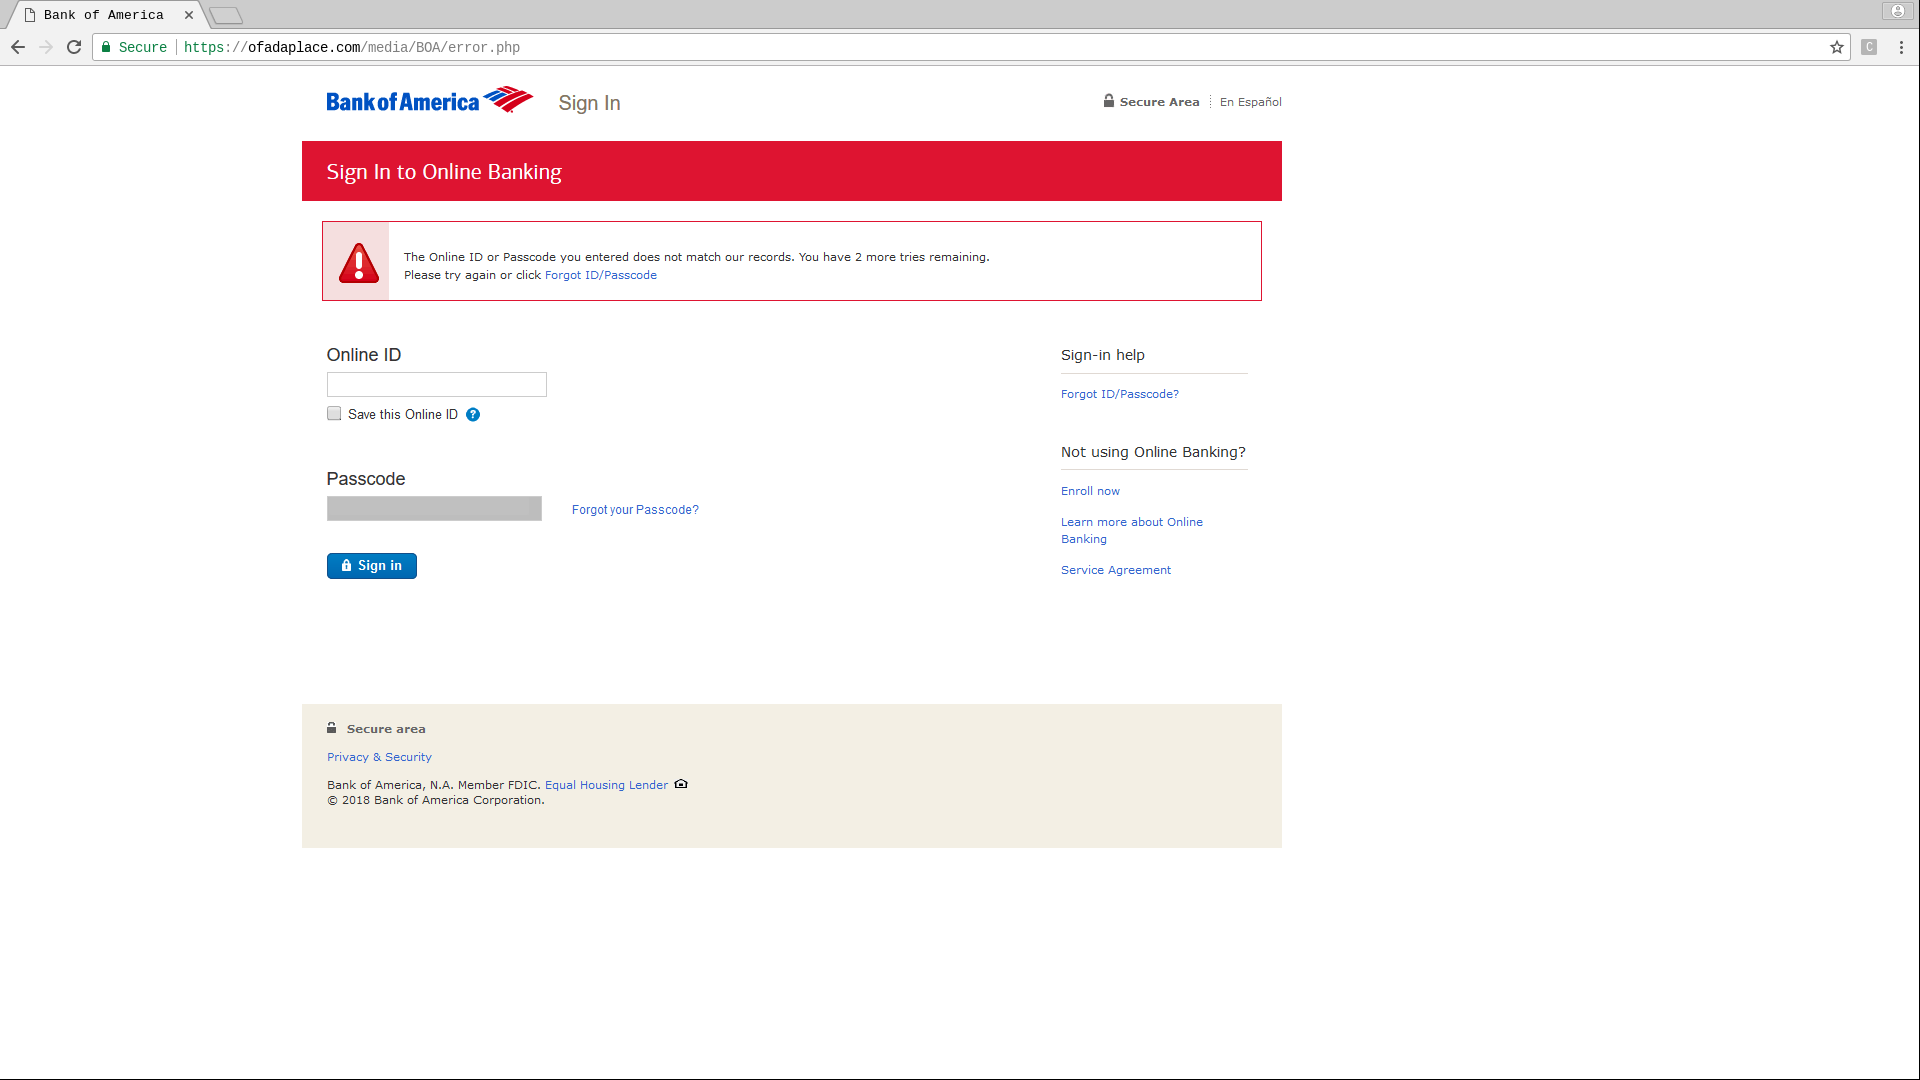 Bank of America
Secure https://ofadaplace.com/media/BOA/error.php
C
Bank of America Sign In
Secure Area En Español
Sign In to Online Banking
The Online ID or Passcode you entered does not match our records. You have 2 more tries remaining.
Please try again or click Forgot ID/Passcode
Online ID
Save this Online ID ?
Passcode
Forgot your Passcode?
Sign in
Sign-in help
Forgot ID/Passcode?
Not using Online Banking?
Enroll now
Learn more about Online
Banking
Service Agreement
Secure area
Privacy & Security
Bank of America, N.A. Member FDIC. Equal Housing Lender
© 2018 Bank of America Corporation.